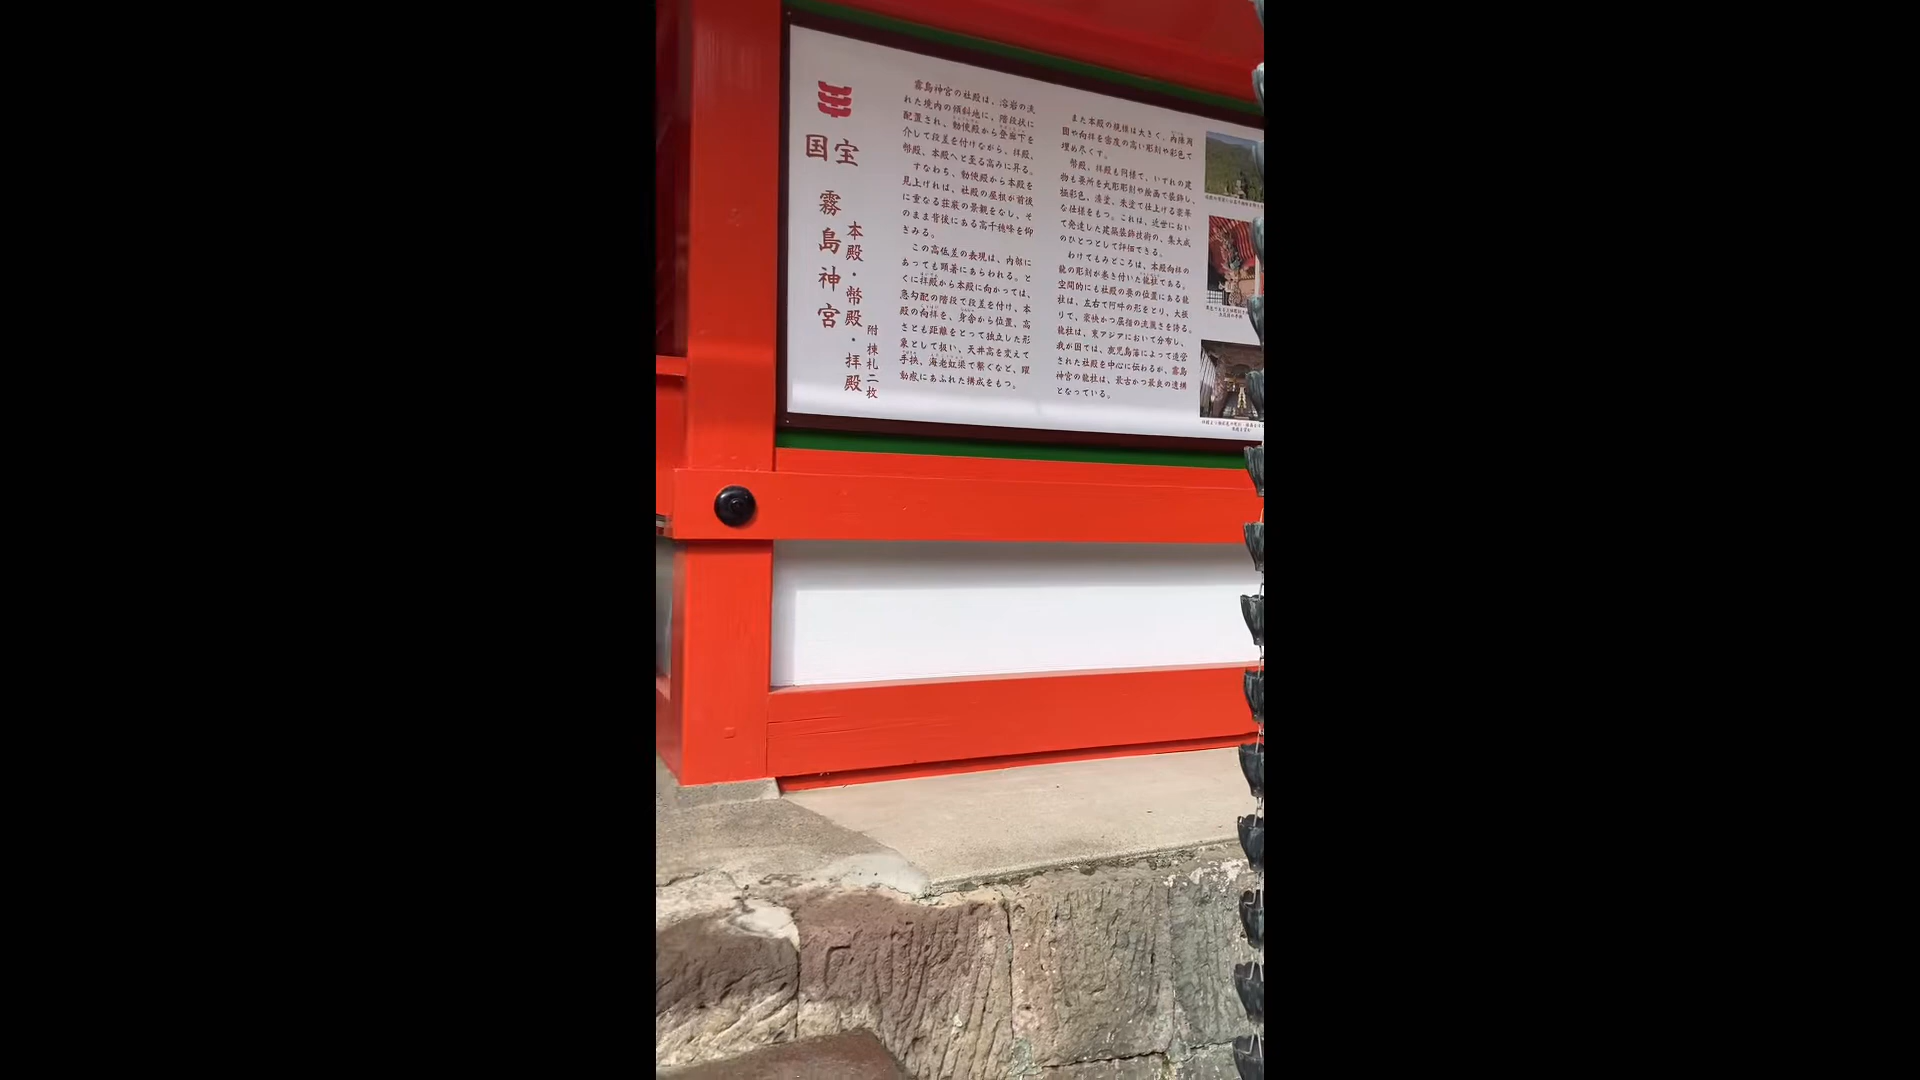 国宝
霧島神宮
本殿・幣殿・拝殿
附 棟札二枚
霧島神宮の社殿は、溶岩の流
れた境内の傾斜地に、階段状に
配置され、勅使殿から登廊下を
介して段差を付けながら、拝殿、
幣殿、本殿へと至る高みに昇る。
すなわち、勅使殿から本殿を
見上げれば、社殿の屋根が前後
に重なる荘厳の景観をなし、そ
のまま背後にある高千穂峰を仰
ぎみる。
この高低差の表現は、内部に
あっても顕著にあらわれる。と
くに拝殿から本殿に向かっては、
急勾配の階段で段差を付け、本
殿の向拝を、身舎から位置、高
さとも距離をとって独立した形
象として扱い、天井高を変えて
手挟、海老虹梁で繋ぐなど、躍
動感にあふれた構成をもつ。
また本殿の規模は大きく、内陣周
囲や向拝を密度の高い彫刻や彩色で
埋め尽くす。
幣殿、拝殿も同様で、いずれの建
物も要所を丸彫彫刻や絵画で装飾し、
極彩色、漆塗、朱塗で仕上げる豪華
な仕様をもつ。これは、近世におい
て発達した建築装飾技術の、集大成
のひとつとして評価できる。
わけてもみどころは、本殿向拝の
龍の彫刻が巻き付いた龍柱である。
空間的にも社殿の要の位置にある龍
柱は、左右で阿吽の形をとり、大振
りで、豪快かつ屈指の流麗さを誇る。
龍柱は、東アジアにおいて分布し、
我が国では、鹿児島藩によって造営
された社殿を中心に伝わるが、霧島
神宮の龍柱は、最古かつ最良の遺構
となっている。